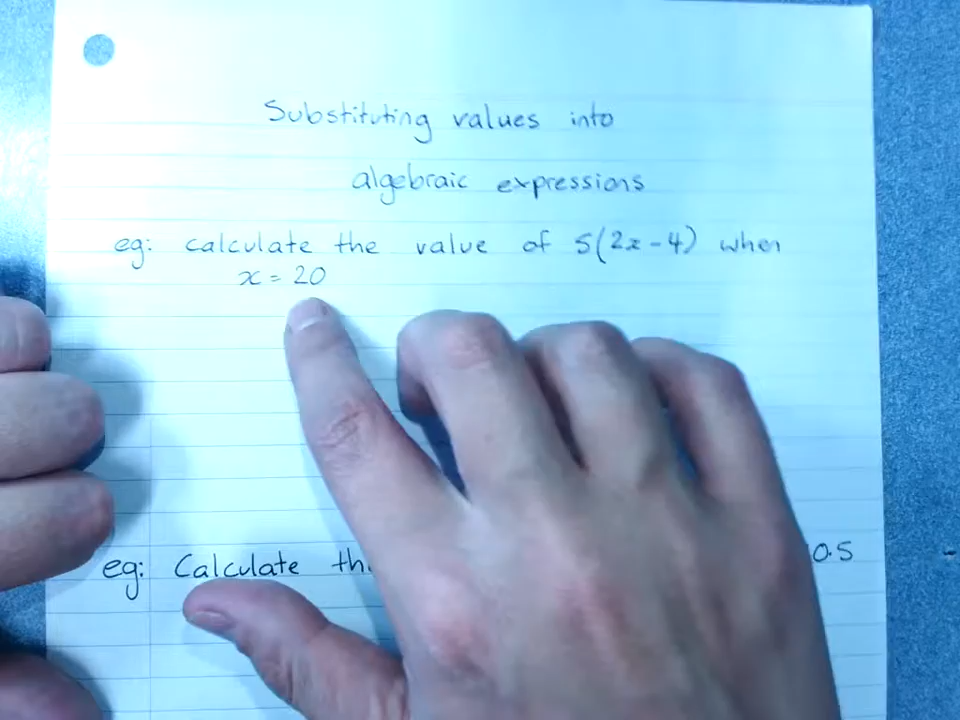 Substituting values into
algebraic expressions
eg: calculate the value of 5(2x-4) when
x = 20
eg: Calculate 0.5